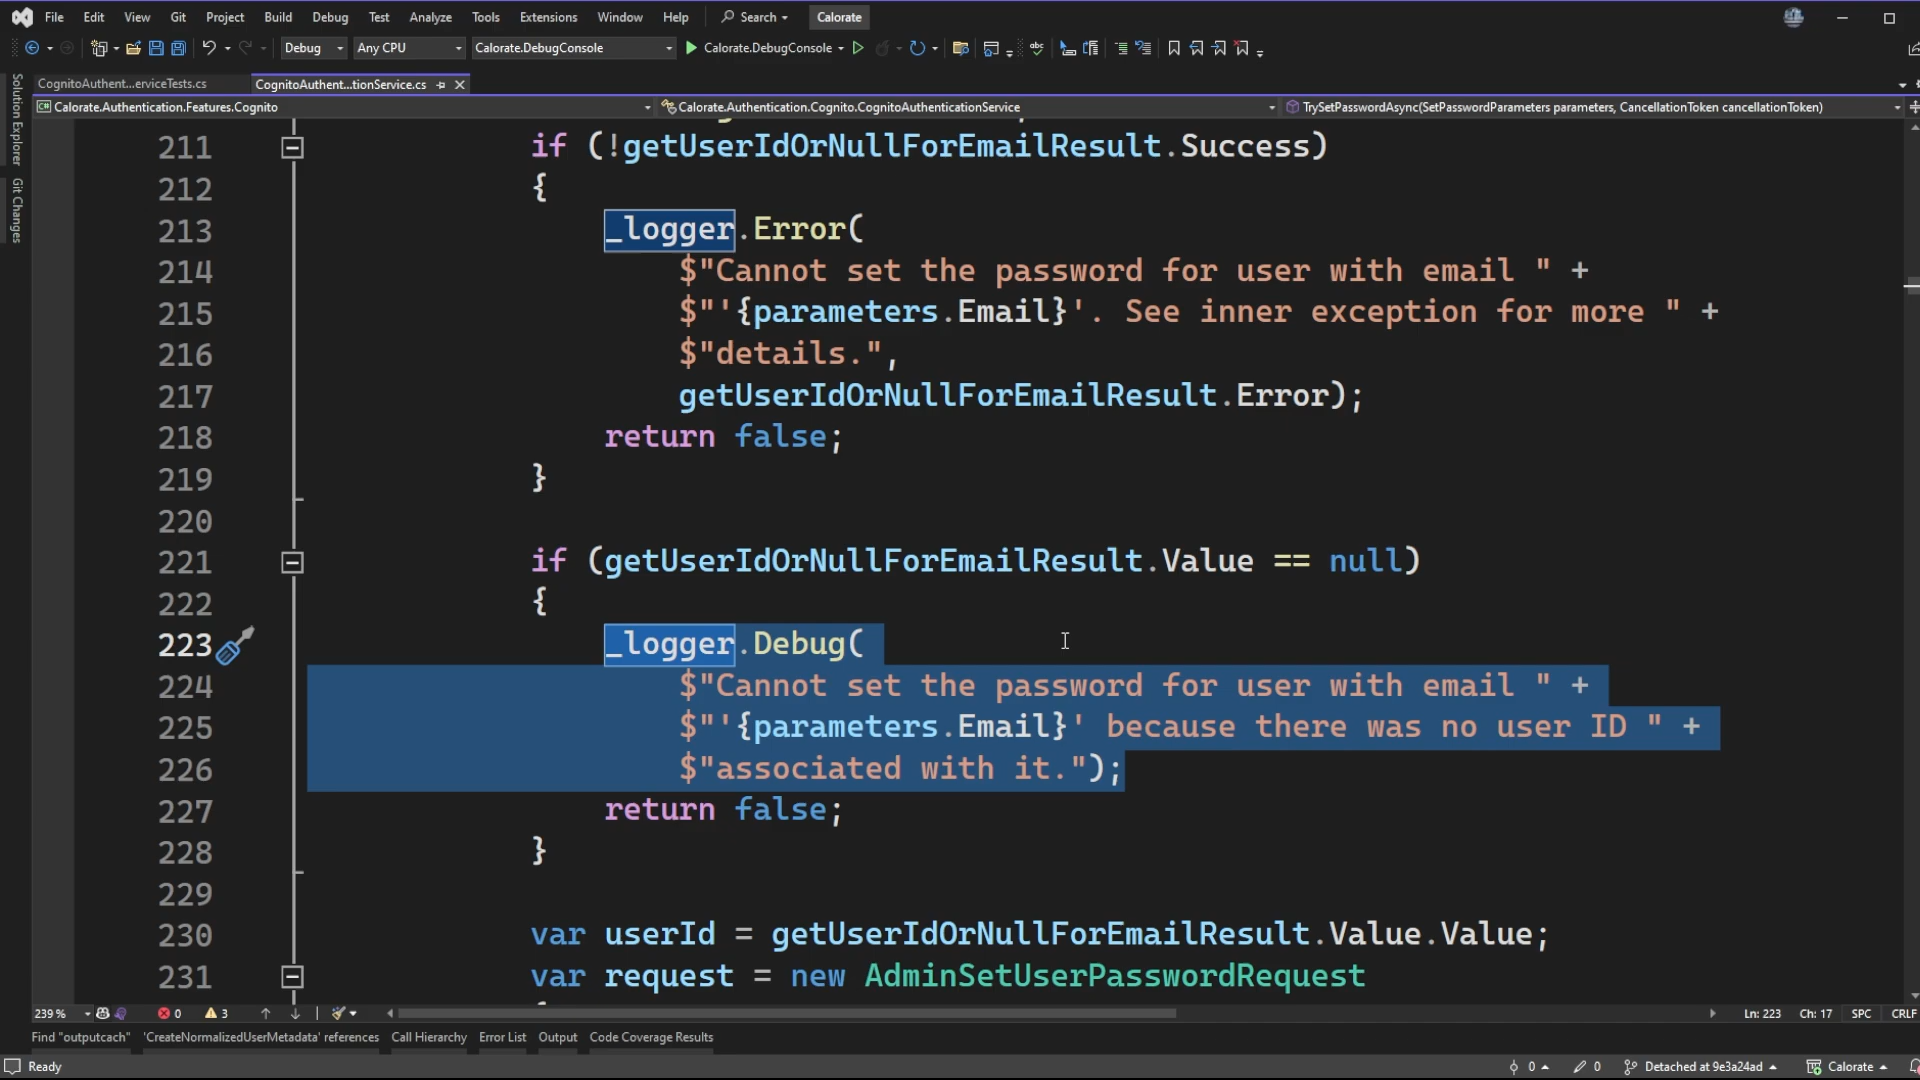 File Edit View Git Project Build Debug Test Analyze Tools Extensions Window Help Search Calorate
Debug Any CPU Calorate.DebugConsole Calorate.DebugConsole
CognitoAuthent...erviceTests.cs CognitoAuthent...tionService.cs
Calorate.Authentication.Features.Cognito Calorate.Authentication.Cognito.CognitoAuthenticationService TrySetPasswordAsync(SetPasswordParameters parameters, CancellationToken cancellationToken)
Solution Explorer
Git Changes
211 if (!getUserIdOrNullForEmailResult.Success)
212 {
213 _logger.Error(
214 $"Cannot set the password for user with email " +
215 $"'{parameters.Email}'. See inner exception for more " +
216 $"details.",
217 getUserIdOrNullForEmailResult.Error);
218 return false;
219 }
220
221 if (getUserIdOrNullForEmailResult.Value == null)
222 {
223 _logger.Debug(
224 $"Cannot set the password for user with email " +
225 $"'{parameters.Email}' because there was no user ID " +
226 $"associated with it.");
227 return false;
228 }
229
230 var userId = getUserIdOrNullForEmailResult.Value.Value;
231 var request = new AdminSetUserPasswordRequest
239 % 0 3 Ln: 223 Ch: 17 SPC CRLF
Find "outputcach" 'CreateNormalizedUserMetadata' references Call Hierarchy Error List Output Code Coverage Results
Ready 0 0 Detached at 9e3a24ad Calorate